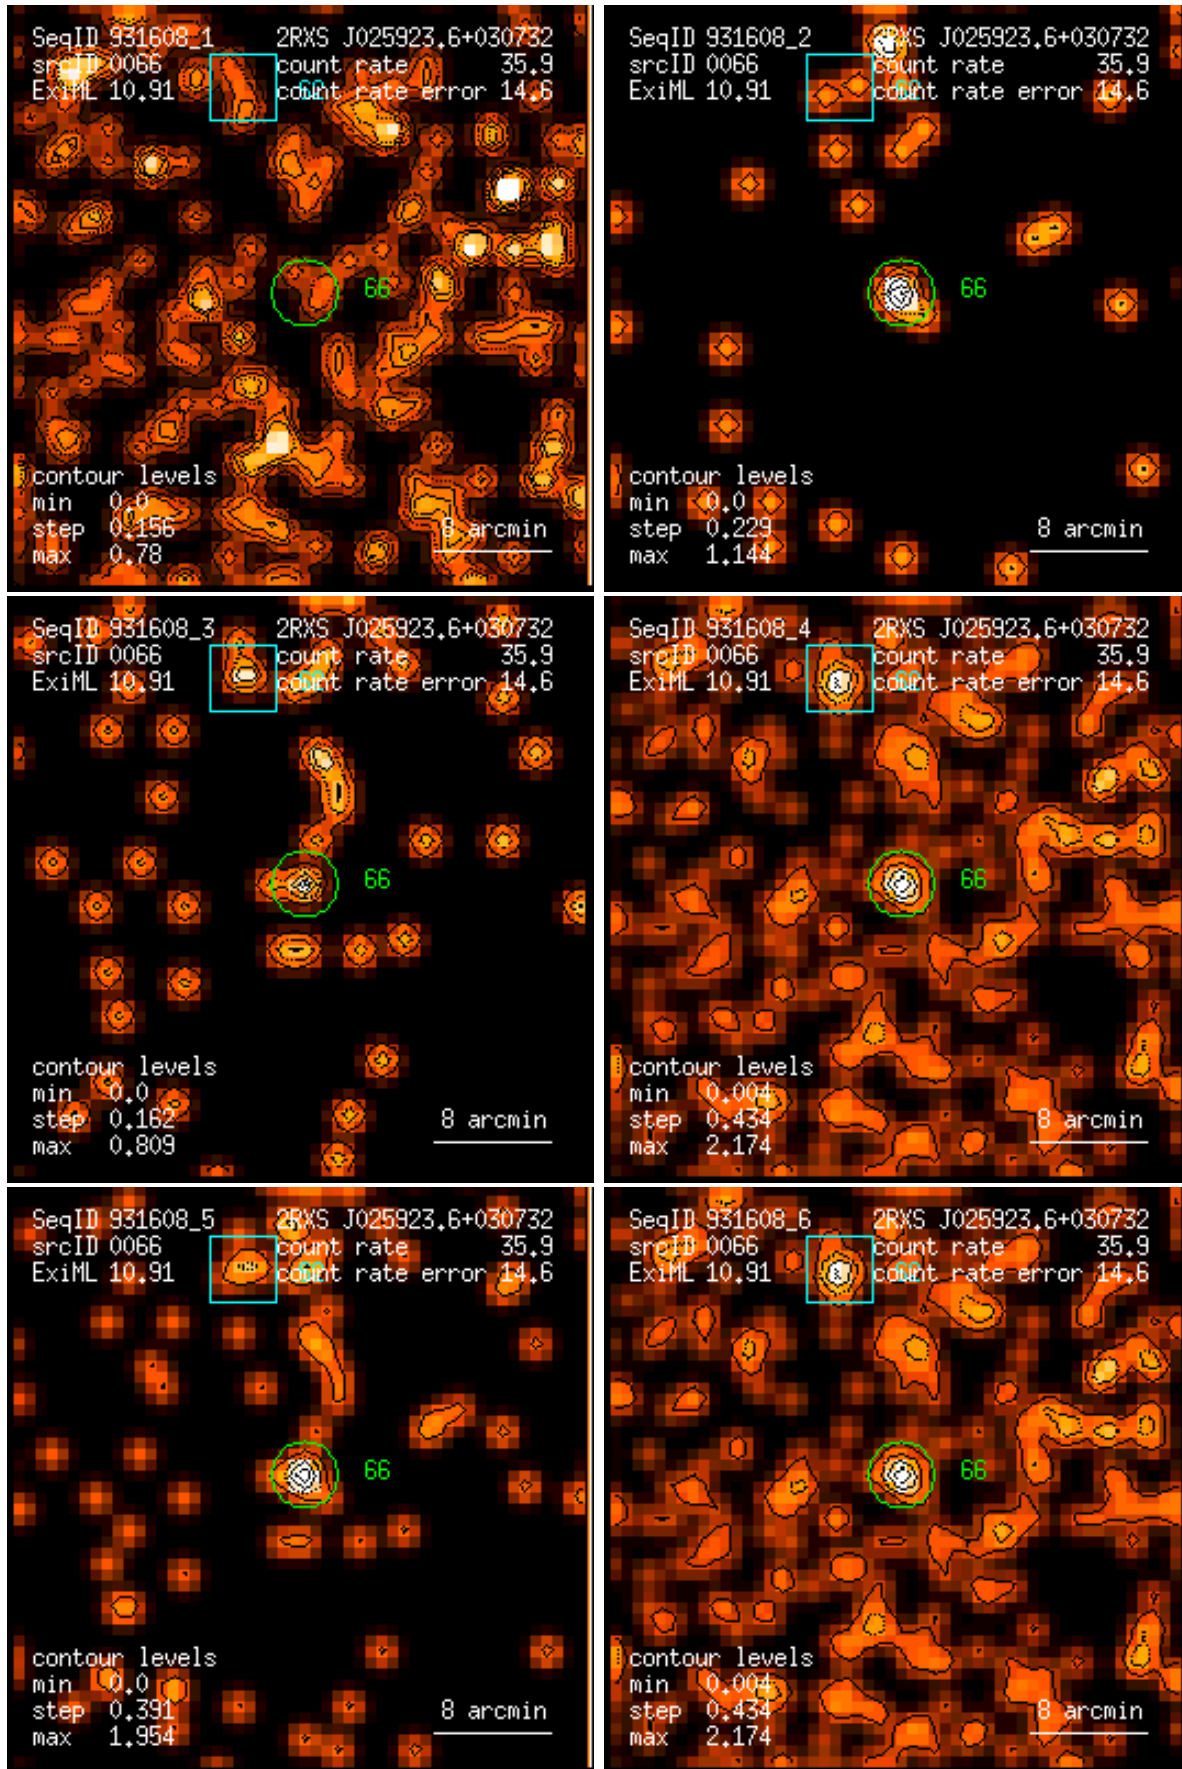 SeqID 931608_1 2RXS J025923.6+030732
srcID 0066 count rate 35.9
ExiML 10.91 count rate error 14.6
66
contour levels
min 0.0
step 0.156 8 arcmin
max 0.78
SeqID 931608_2 2RXS J025923.6+030732
srcID 0066 count rate 35.9
ExiML 10.91 count rate error 14.6
66
contour levels
min 0.0
step 0.229 8 arcmin
max 1.144
SeqID 931608_3 2RXS J025923.6+030732
srcID 0066 count rate 35.9
ExiML 10.91 count rate error 14.6
66
contour levels
min 0.0
step 0.162 8 arcmin
max 0.809
SeqID 931608_4 2RXS J025923.6+030732
srcID 0066 count rate 35.9
ExiML 10.91 count rate error 14.6
66
contour levels
min 0.004
step 0.434 8 arcmin
max 2.174
SeqID 931608_5 2RXS J025923.6+030732
srcID 0066 count rate 35.9
ExiML 10.91 count rate error 14.6
66
contour levels
min 0.0
step 0.391 8 arcmin
max 1.954
SeqID 931608_6 2RXS J025923.6+030732
srcID 0066 count rate 35.9
ExiML 10.91 count rate error 14.6
66
contour levels
min 0.004
step 0.434 8 arcmin
max 2.174